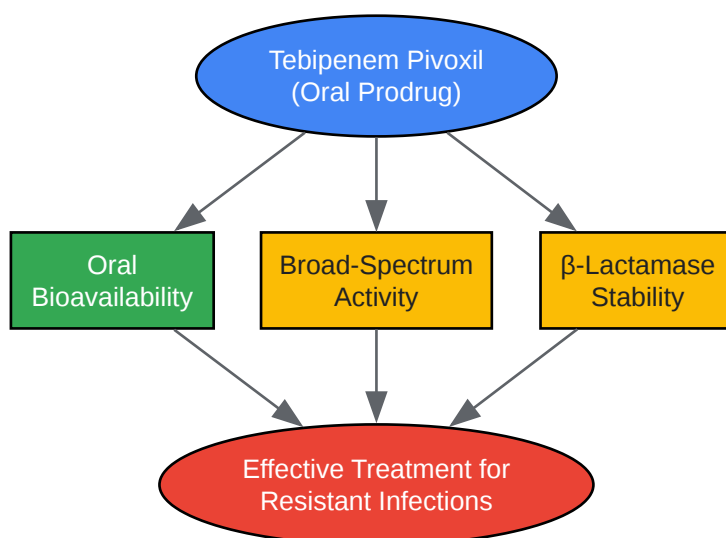 Tebipenem Pivoxil
(Oral Prodrug)
Oral
Bioavailability
Broad-Spectrum
Activity
β-Lactamase
Stability
Effective Treatment for
Resistant Infections